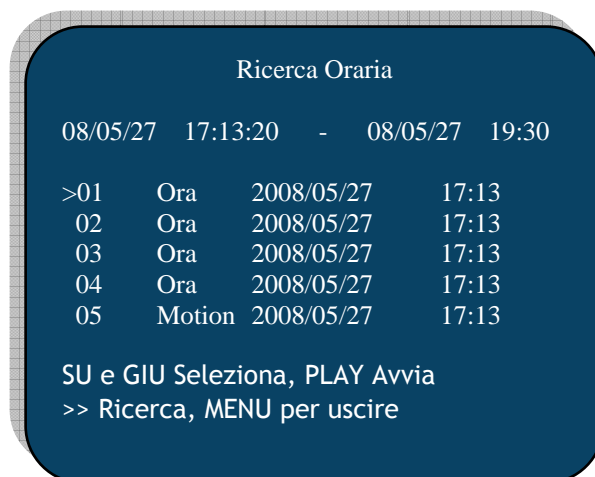 Ricerca Oraria
08/05/27 17:13:20 - 08/05/27 19:30
>01 Ora 2008/05/27 17:13
02 Ora 2008/05/27 17:13
03 Ora 2008/05/27 17:13
04 Ora 2008/05/27 17:13
05 Motion 2008/05/27 17:13
SU e GIU Seleziona, PLAY Avvia
>> Ricerca, MENU per uscire